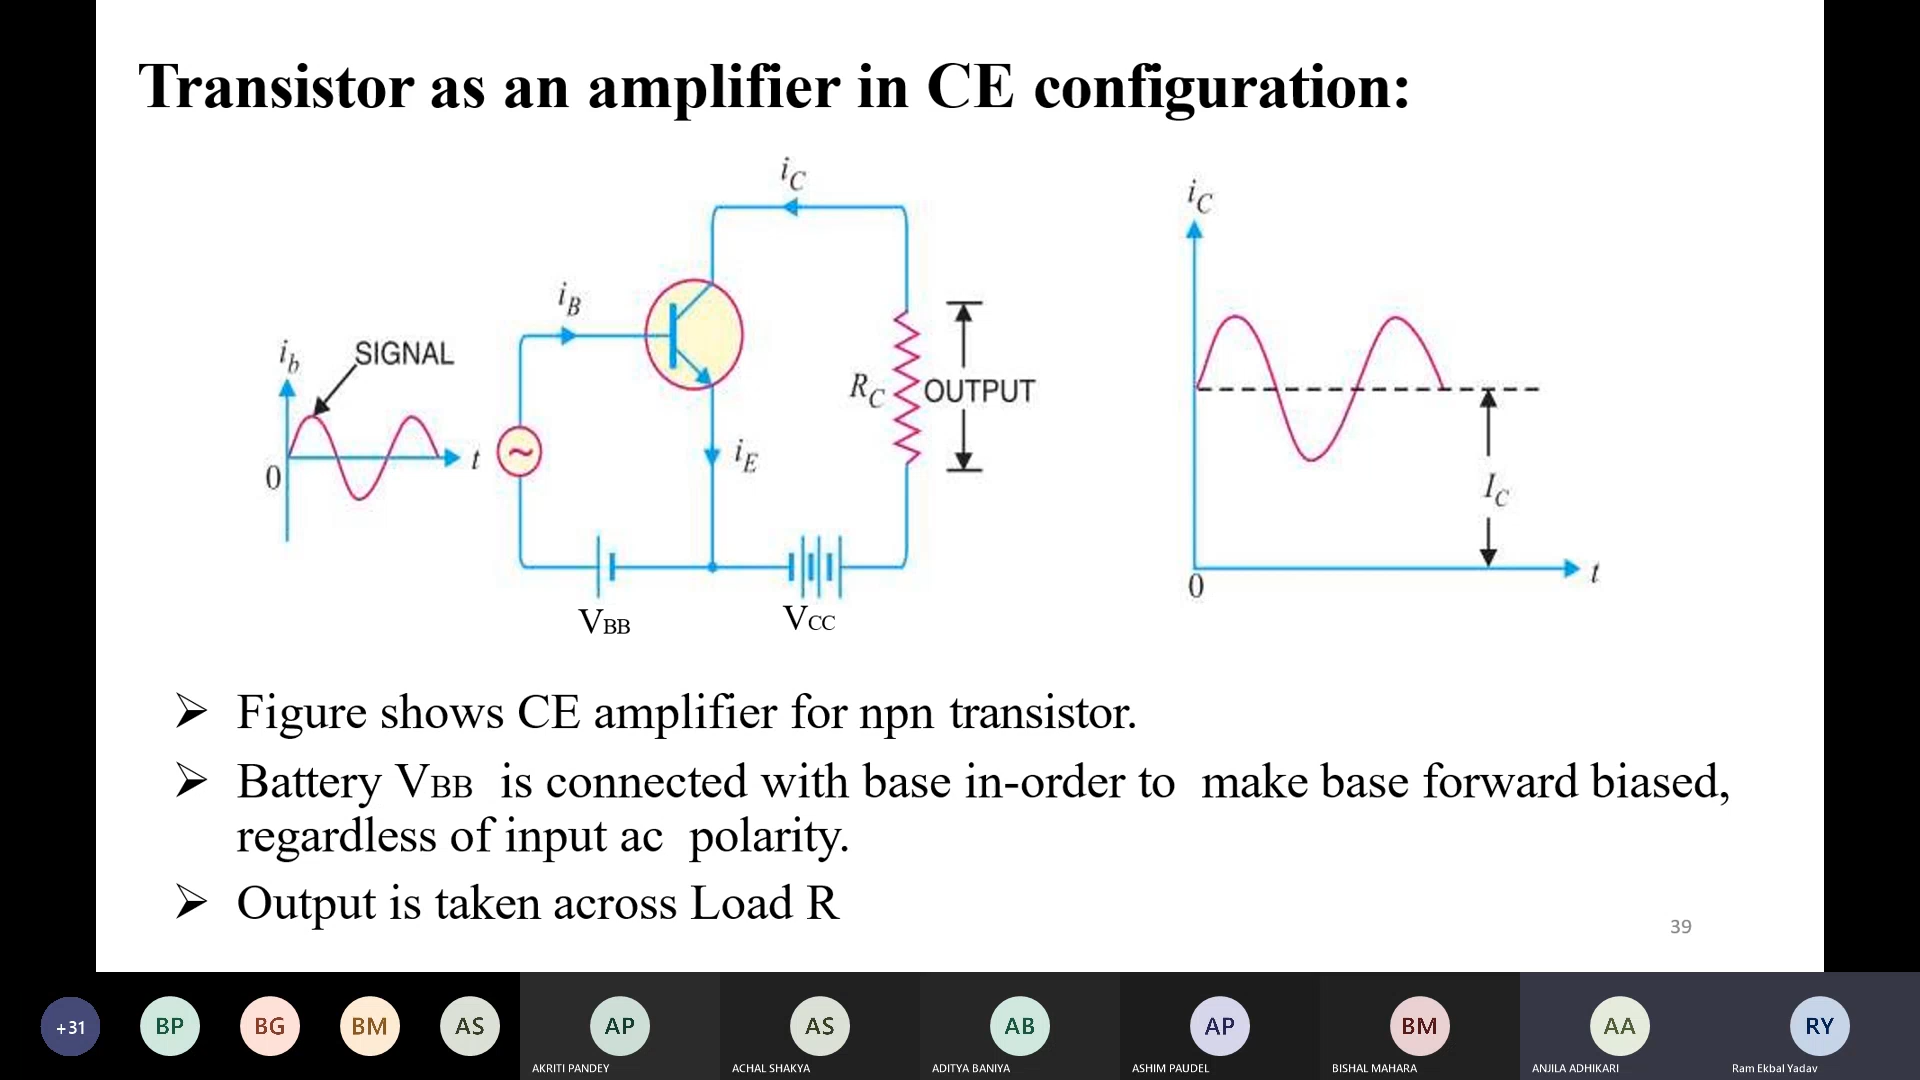 Transistor as an amplifier in CE configuration:
iC
iC
iB
ib
SIGNAL
RC
OUTPUT
iE
t
0
IC
t
0
VBB
VCC
➢ Figure shows CE amplifier for npn transistor.
➢ Battery VBB is connected with base in-order to make base forward biased,
regardless of input ac polarity.
➢ Output is taken across Load R
39
+31
BP
BG
BM
AS
AP
AS
AB
AP
BM
AA
RY
AKRITI PANDEY
ACHAL SHAKYA
ADITYA BANIYA
ASHIM PAUDEL
BISHAL MAHARA
ANJILA ADHIKARI
Ram Ekbal Yadav